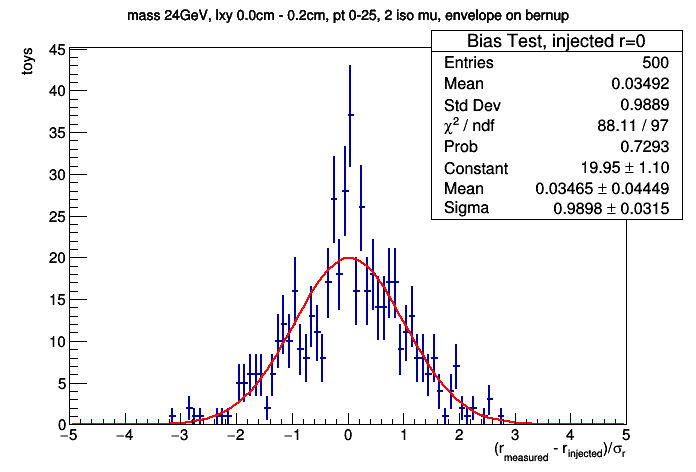 mass 24GeV, lxy 0.0cm - 0.2cm, pt 0-25, 2 iso mu, envelope on bernup
Bias Test, injected r=0
Entries 500
Mean 0.03492
Std Dev 0.9889
χ² / ndf 88.11 / 97
Prob 0.7293
Constant 19.95 ± 1.10
Mean 0.03465 ± 0.04449
Sigma 0.9898 ± 0.0315
toys
45
40
35
30
25
20
15
10
5
0
−5 −4 −3 −2 −1 0 1 2 3 4 5
(r_measured - r_injected)/σ_r